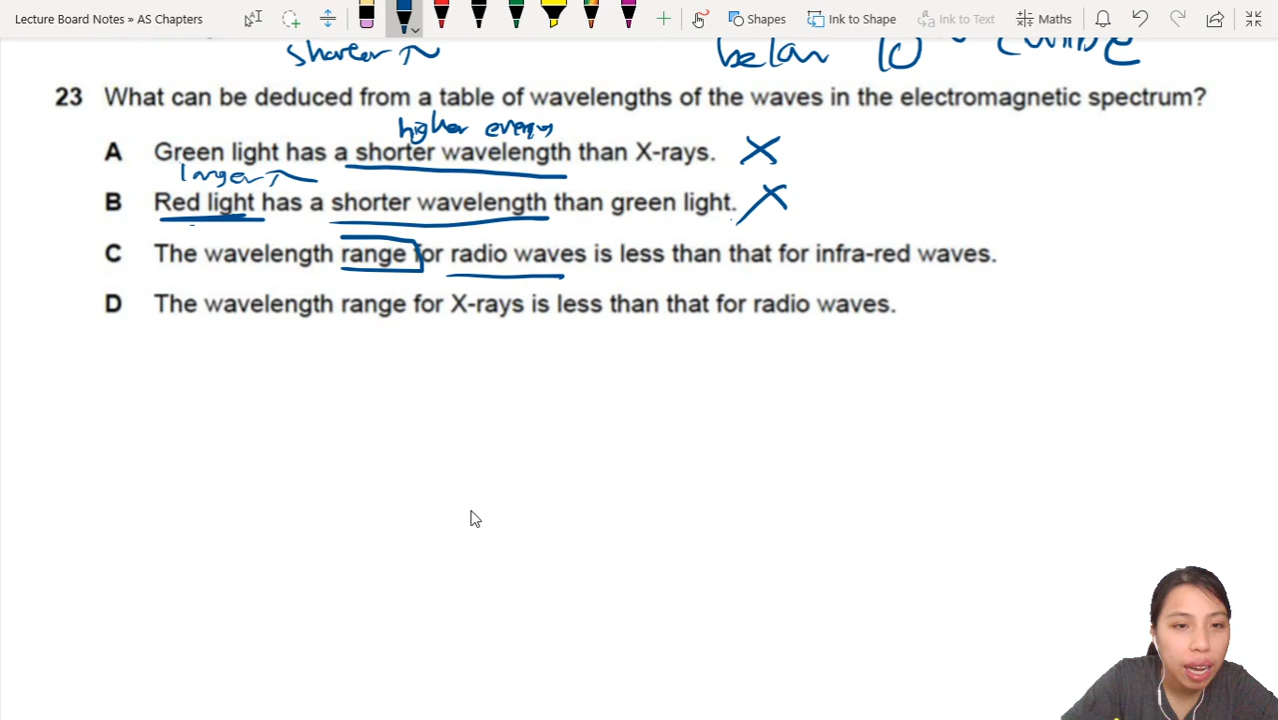 Lecture Board Notes » AS Chapters
Shapes
Ink to Shape
Ink to Text
Maths
shorter
below 10
23 What can be deduced from a table of wavelengths of the waves in the electromagnetic spectrum?
higher energy
A Green light has a shorter wavelength than X-rays.
larger
B Red light has a shorter wavelength than green light.
C The wavelength range for radio waves is less than that for infra-red waves.
D The wavelength range for X-rays is less than that for radio waves.